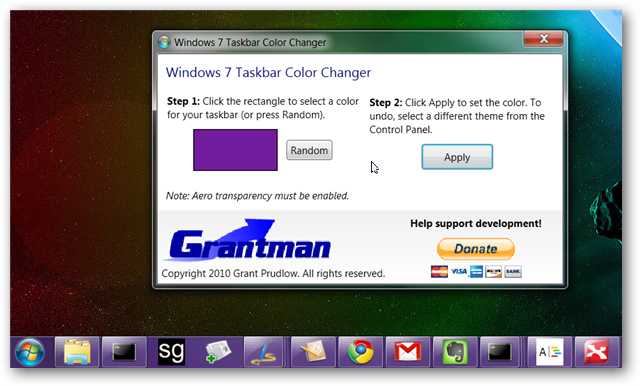 Windows 7 Taskbar Color Changer
Windows 7 Taskbar Color Changer
Step 1: Click the rectangle to select a color
for your taskbar (or press Random).
Random
Step 2: Click Apply to set the color. To
undo, select a different theme from the
Control Panel.
Apply
Note: Aero transparency must be enabled.
Grantman
Copyright 2010 Grant Prudlow. All rights reserved.
Help support development!
Donate
VISA
BANK
sg
A